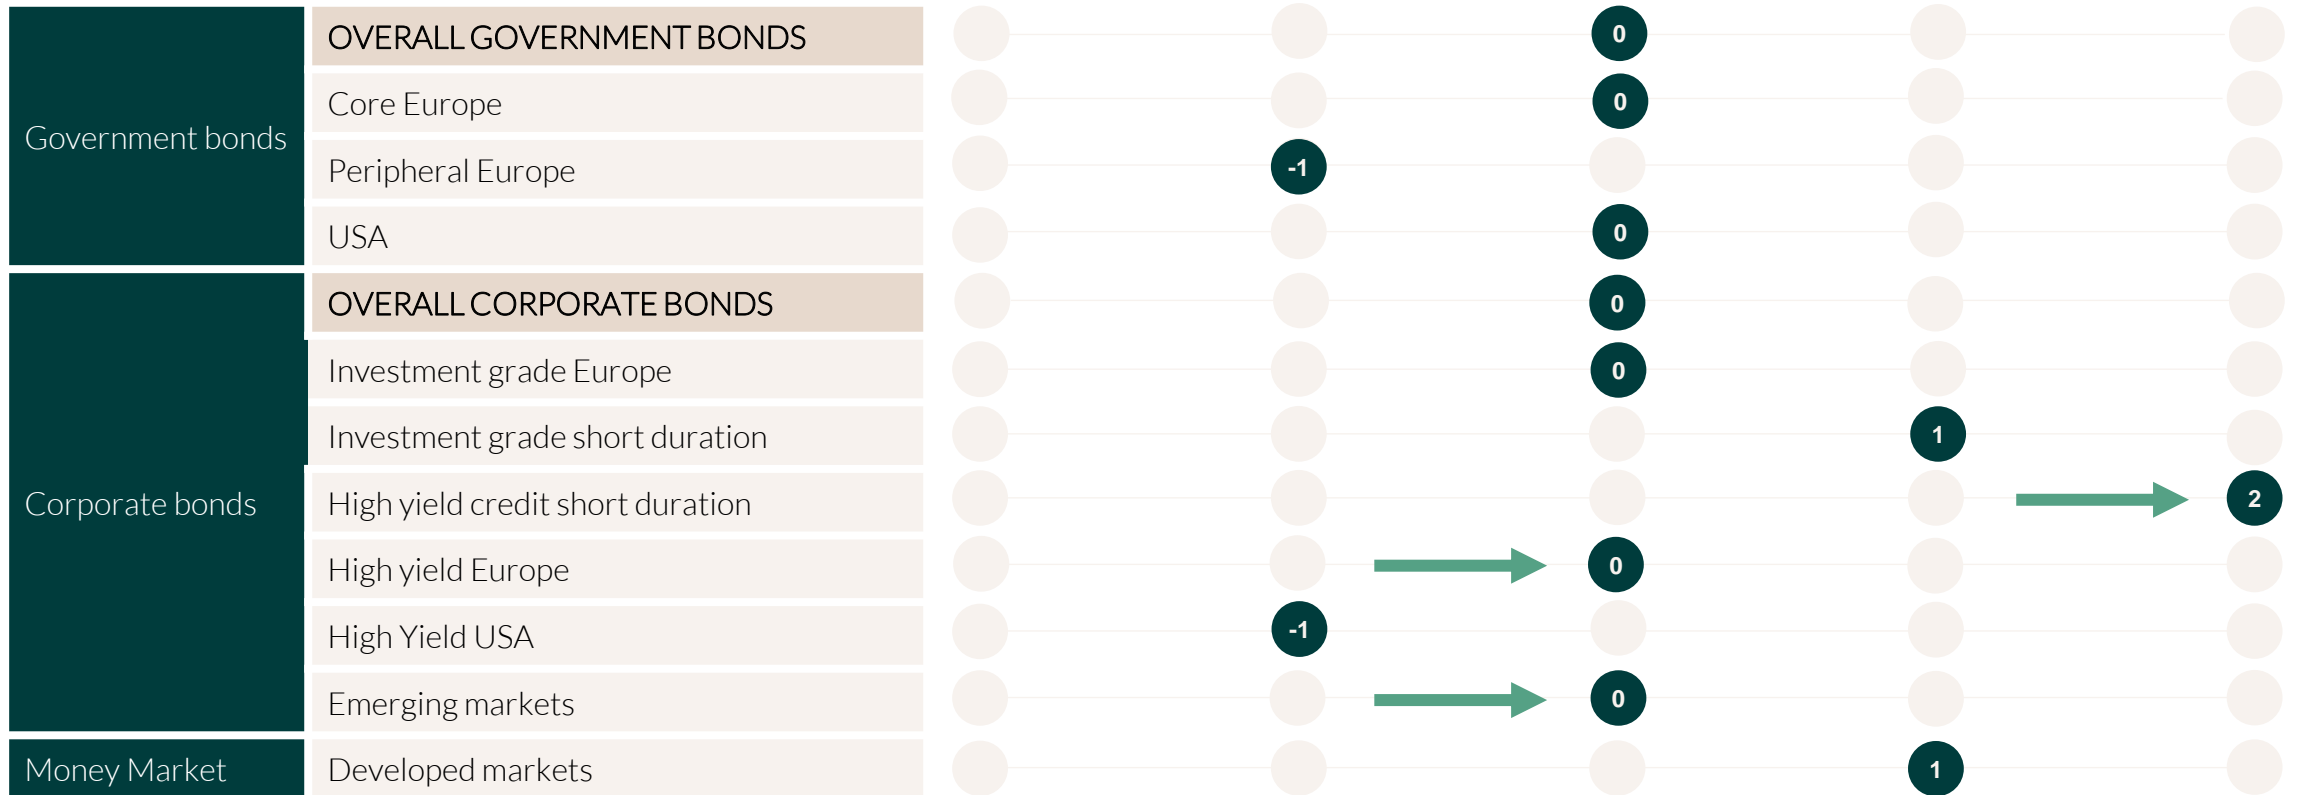 Government bonds
OVERALL GOVERNMENT BONDS
0
Core Europe
0
Peripheral Europe
-1
USA
0
Corporate bonds
OVERALL CORPORATE BONDS
0
Investment grade Europe
0
Investment grade short duration
1
High yield credit short duration
2
High yield Europe
0
High Yield USA
-1
Emerging markets
0
Money Market
Developed markets
1